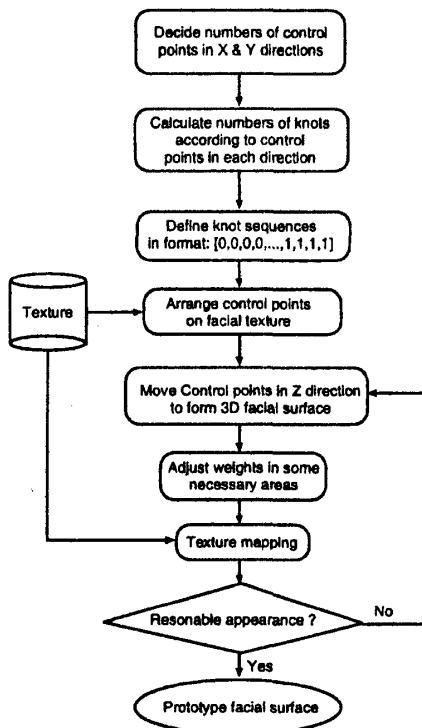 Decide numbers of control
points in X & Y directions
Calculate numbers of knots
according to control
points in each direction
Define knot sequences
in format: [0,0,0,0,...,1,1,1,1]
Texture
Arrange control points
on facial texture
Move Control points in Z direction
to form 3D facial surface
Adjust weights in some
necessary areas
Texture mapping
Resonable appearance ?
No
Yes
Prototype facial surface